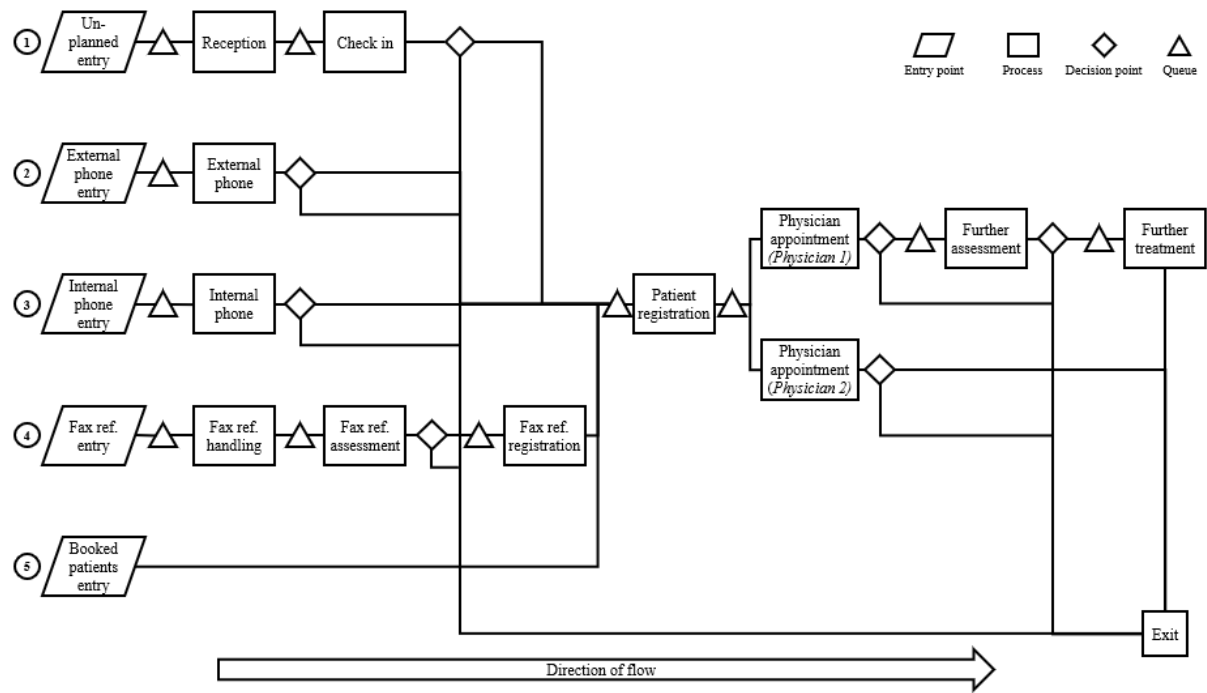 1
Un-
planned
entry
Reception
Check in
Entry point
Process
Decision point
Queue
2
External
phone
entry
External
phone
3
Internal
phone
entry
Internal
phone
4
Fax ref.
entry
Fax ref.
handling
Fax ref.
assessment
Fax ref.
registration
5
Booked
patients
entry
Patient
registration
Physician
appointment
(Physician 1)
Further
assessment
Further
treatment
Physician
appointment
(Physician 2)
Exit
Direction of flow